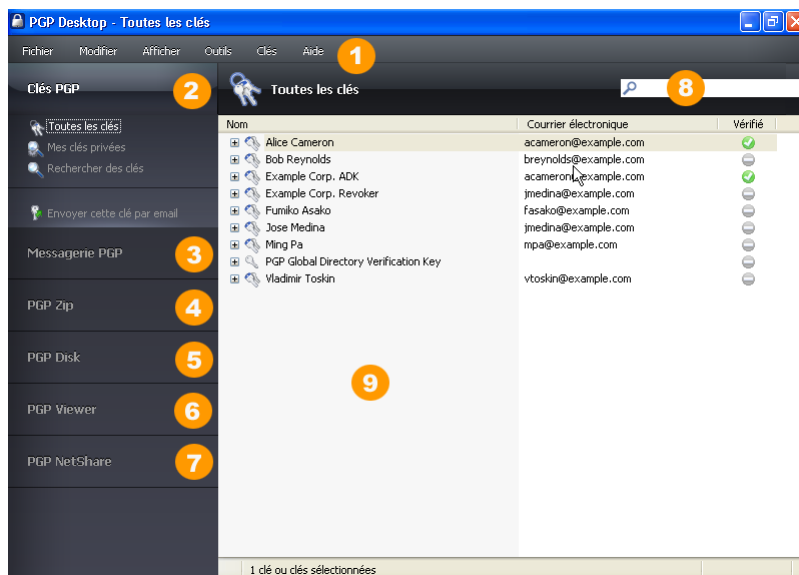 PGP Desktop - Toutes les clés
Fichier Modifier Afficher Outils Clés Aide 1
Clés PGP 2
Toutes les clés 8
Toutes les clés
Mes clés privées
Rechercher des clés
Envoyer cette clé par email
Messagerie PGP 3
PGP Zip 4
PGP Disk 5
PGP Viewer 6
PGP NetShare 7
Nom Courrier électronique Vérifié
Alice Cameron acameron@example.com
Bob Reynolds breynolds@example.com
Example Corp. ADK acameron@example.com
Example Corp. Revoker jmedina@example.com
Fumiko Asako fasako@example.com
Jose Medina jmedina@example.com
Ming Pa mpa@example.com
PGP Global Directory Verification Key
Vladimir Toskin vtoskin@example.com
9
1 clé ou clés sélectionnées